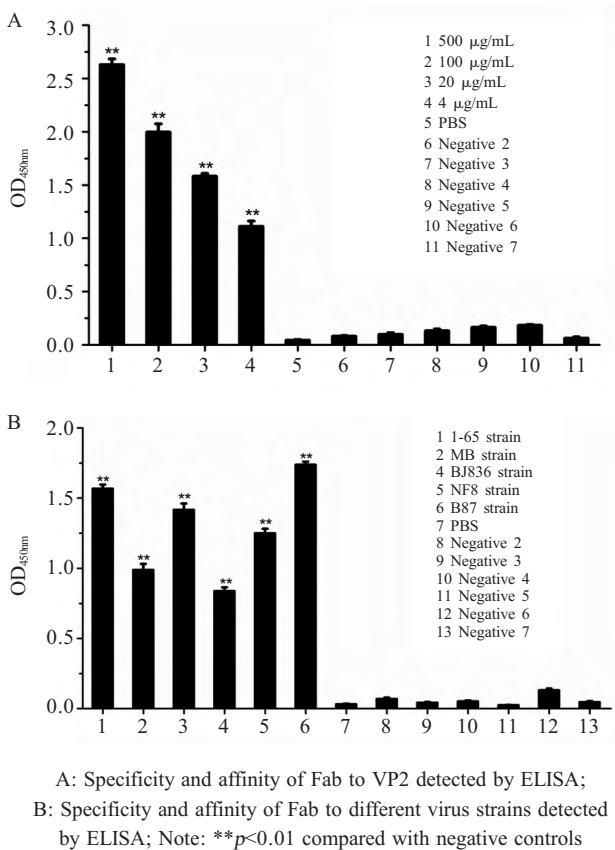 A
3.0
2.5
2.0
1.5
1.0
0.5
0.0
OD450nm
** ** ** **
1 2 3 4 5 6 7 8 9 10 11
1 500 μg/mL
2 100 μg/mL
3 20 μg/mL
4 4 μg/mL
5 PBS
6 Negative 2
7 Negative 3
8 Negative 4
9 Negative 5
10 Negative 6
11 Negative 7
B
2.0
1.5
1.0
0.5
0.0
OD450nm
** ** ** ** ** **
1 2 3 4 5 6 7 8 9 10 11 12 13
1 1-65 strain
2 MB strain
4 BJ836 strain
5 NF8 strain
6 B87 strain
7 PBS
8 Negative 2
9 Negative 3
10 Negative 4
11 Negative 5
12 Negative 6
13 Negative 7
A: Specificity and affinity of Fab to VP2 detected by ELISA;
B: Specificity and affinity of Fab to different virus strains detected
by ELISA; Note: **p<0.01 compared with negative controls